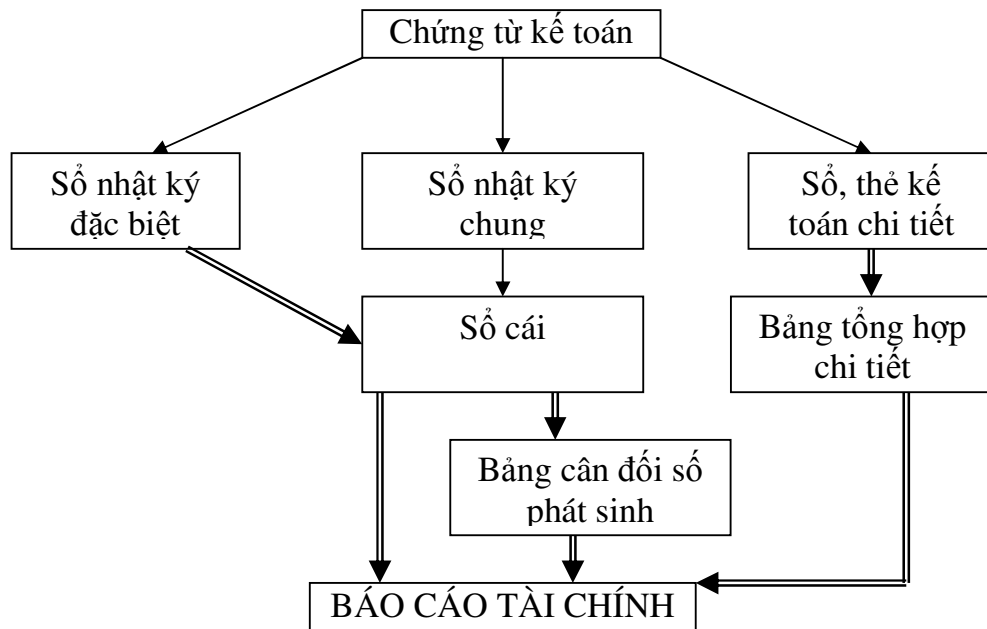 Chứng từ kế toán
Sổ nhật ký
đặc biệt
Sổ nhật ký
chung
Sổ, thẻ kế
toán chi tiết
Sổ cái
Bảng tổng hợp
chi tiết
Bảng cân đối số
phát sinh
BÁO CÁO TÀI CHÍNH